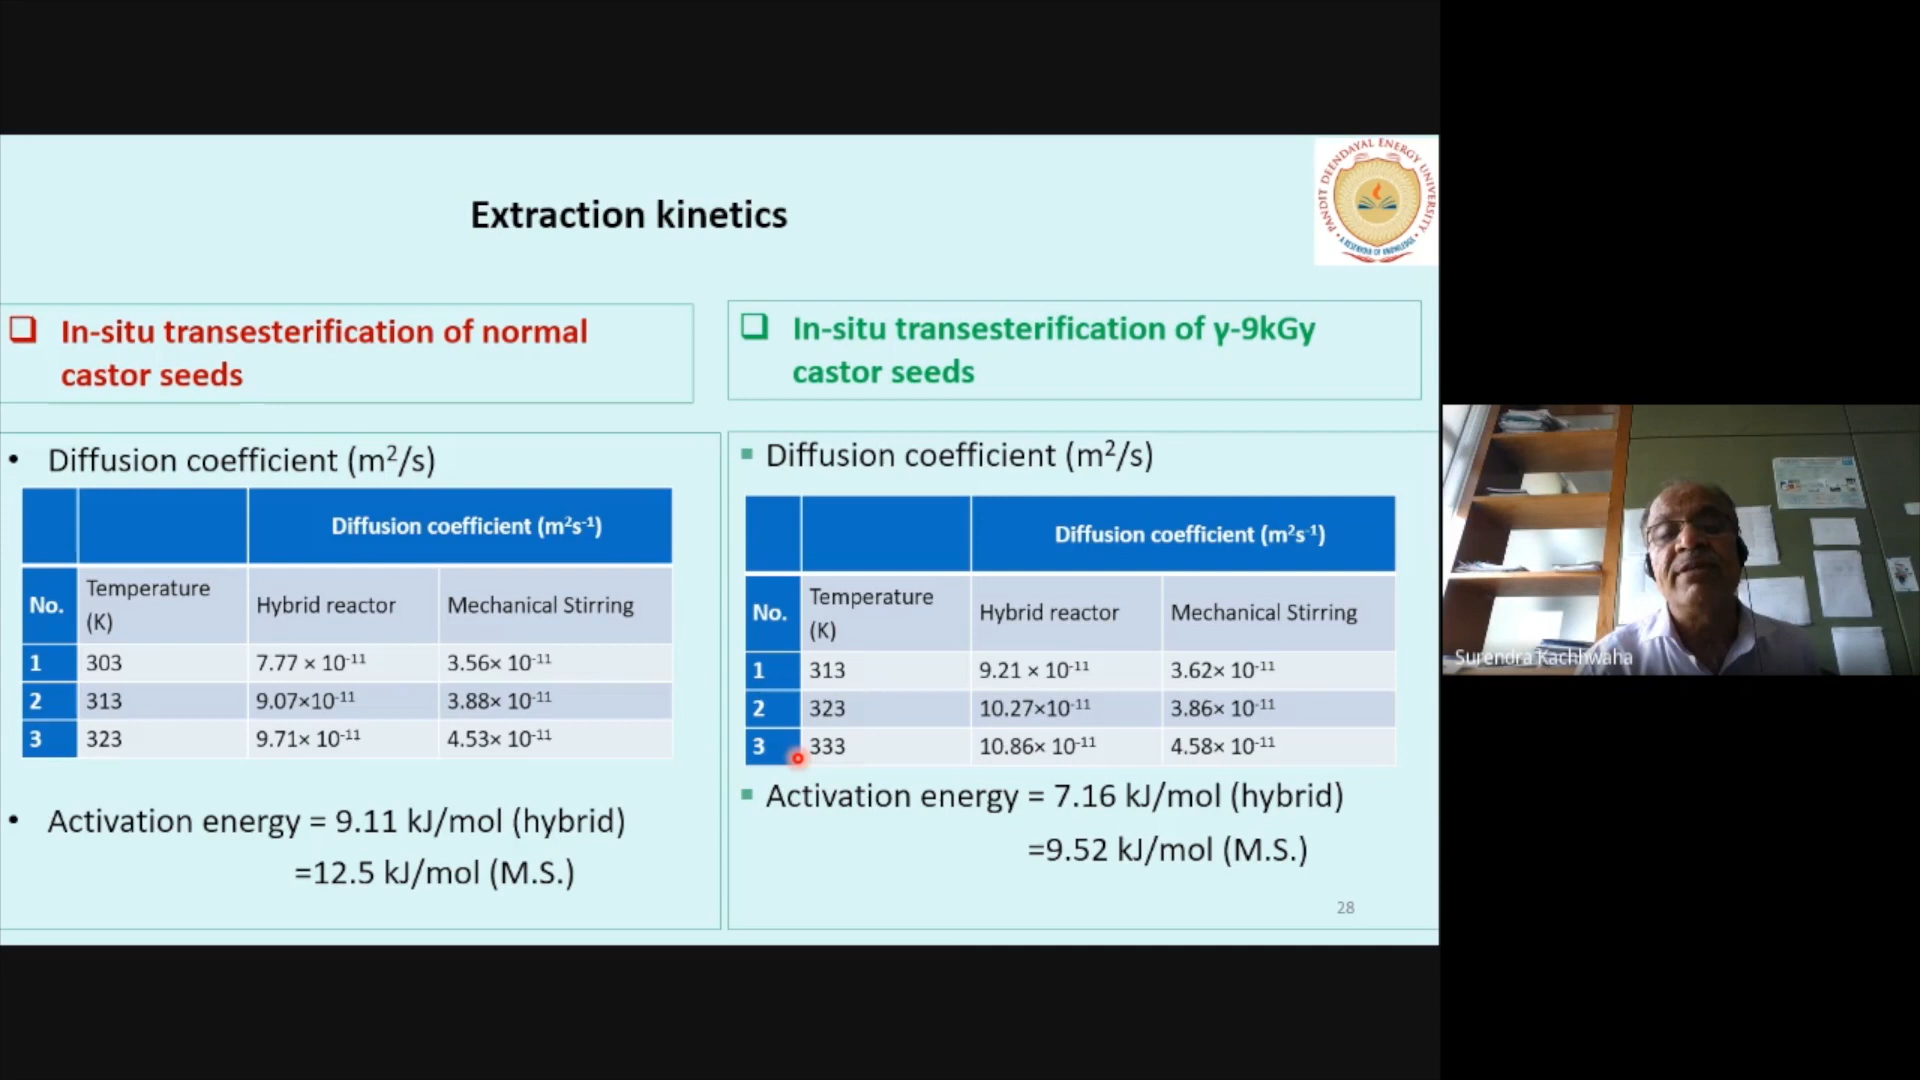 Extraction kinetics
PANDIT DEENDAYAL ENERGY UNIVERSITY
❑ In-situ transesterification of normal
castor seeds
• Diffusion coefficient (m²/s)
Diffusion coefficient (m²s⁻¹)
No. Temperature (K) Hybrid reactor Mechanical Stirring
1 303 7.77 × 10⁻¹¹ 3.56× 10⁻¹¹
2 313 9.07×10⁻¹¹ 3.88× 10⁻¹¹
3 323 9.71× 10⁻¹¹ 4.53× 10⁻¹¹
• Activation energy = 9.11 kJ/mol (hybrid)
=12.5 kJ/mol (M.S.)
❑ In-situ transesterification of γ-9kGy
castor seeds
▪ Diffusion coefficient (m²/s)
Diffusion coefficient (m²s⁻¹)
No. Temperature (K) Hybrid reactor Mechanical Stirring
1 313 9.21 × 10⁻¹¹ 3.62× 10⁻¹¹
2 323 10.27×10⁻¹¹ 3.86× 10⁻¹¹
3 333 10.86× 10⁻¹¹ 4.58× 10⁻¹¹
▪ Activation energy = 7.16 kJ/mol (hybrid)
=9.52 kJ/mol (M.S.)
28
Surendra Kachhwaha